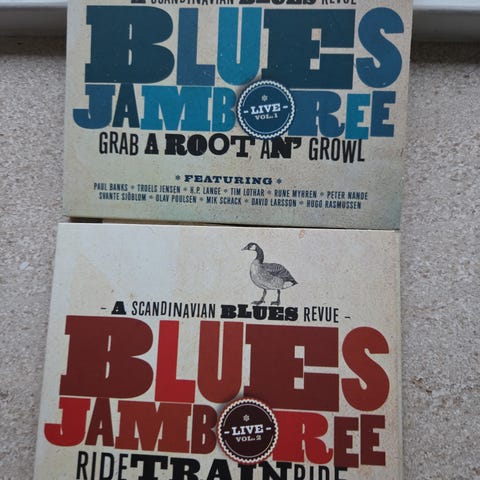 A SCANDINAVIAN BLUES REVUE
BLUES
JAMBOREE
- LIVE -
VOL.1
GRAB A ROOT AN' GROWL
* FEATURING *
PAUL BANKS * TROELS JENSEN * H.P. LANGE * TIM LOTHAR * RUNE MYHREN * PETER NANDE
SVANTE SJÖBLOM * OLAV POULSEN * MIK SCHACK * DAVID LARSSON * HUGO RASMUSSEN
- A SCANDINAVIAN BLUES REVUE -
BLUES
JAMBOREE
- LIVE -
VOL.2
RIDE TRAIN RIDE